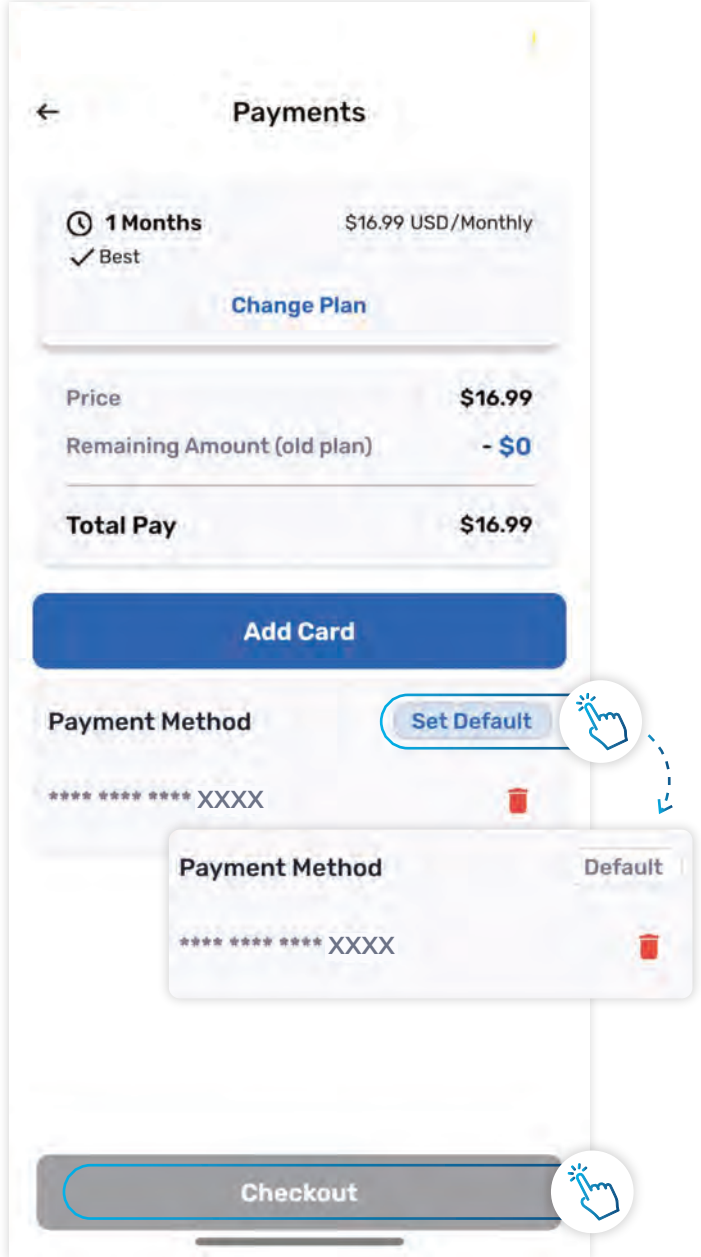 Payments
1 Months $16.99 USD/Monthly
Best
Change Plan
Price $16.99
Remaining Amount (old plan) - $0
Total Pay $16.99
Add Card
Payment Method Set Default
**** **** **** XXXX
Payment Method Default
**** **** **** XXXX
Checkout